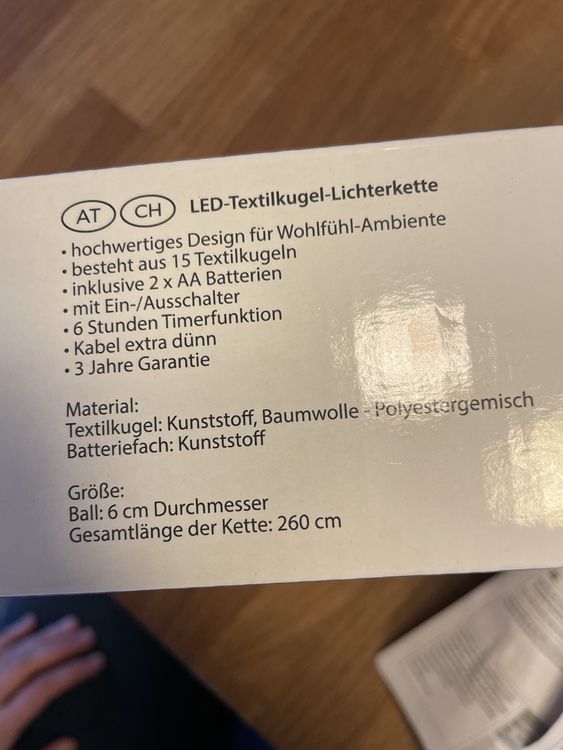 AT CH LED-Textilkugel-Lichterkette
• hochwertiges Design für Wohlfühl-Ambiente
• besteht aus 15 Textilkugeln
• inklusive 2 x AA Batterien
• mit Ein-/Ausschalter
• 6 Stunden Timerfunktion
• Kabel extra dünn
• 3 Jahre Garantie
Material:
Textilkugel: Kunststoff, Baumwolle - Polyestergemisch
Batteriefach: Kunststoff
Größe:
Ball: 6 cm Durchmesser
Gesamtlänge der Kette: 260 cm